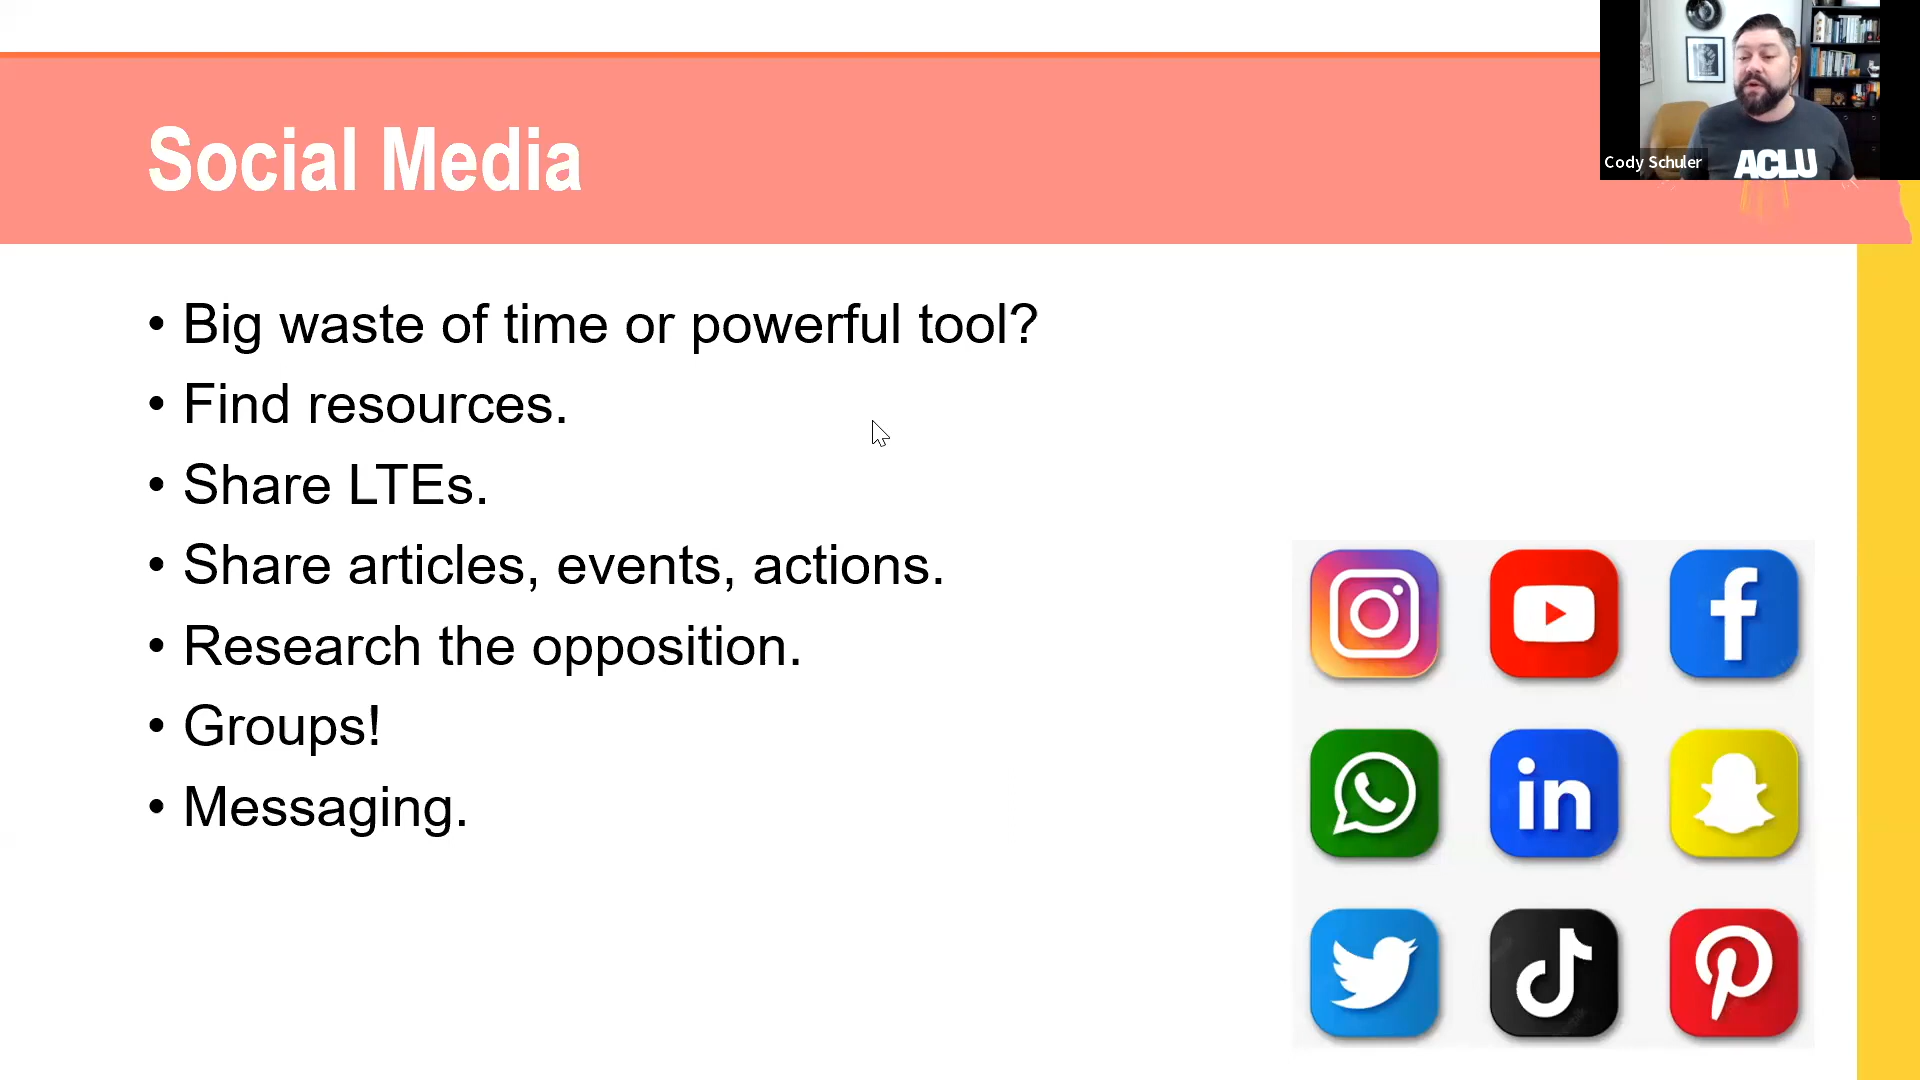 Social Media
Cody Schuler
ACLU
• Big waste of time or powerful tool?
• Find resources.
• Share LTEs.
• Share articles, events, actions.
• Research the opposition.
• Groups!
• Messaging.
in